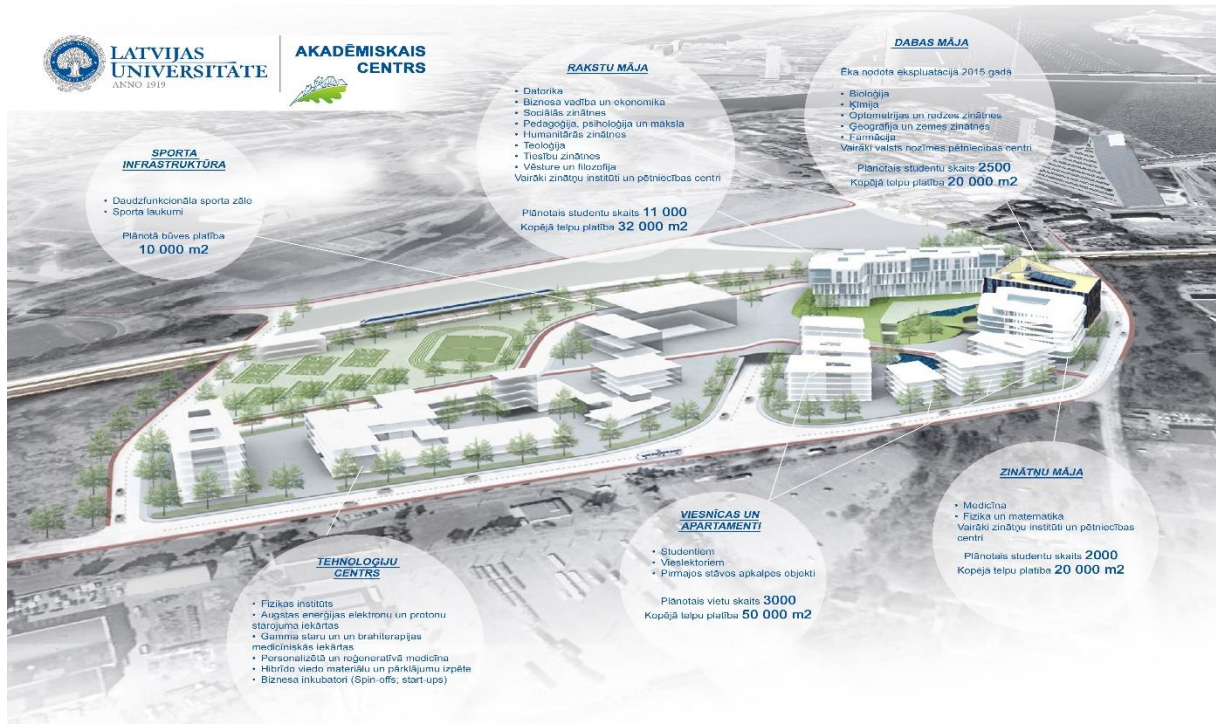 LATVIJAS
UNIVERSITĀTE
ANNO 1919
AKADĒMISKAIS
CENTRS
SPORTA
INFRASTRUKTŪRA
• Daudzfunkcionāla sporta zāle
• Sporta laukumi
Plānotā būves platība
10 000 m2
RAKSTU MĀJA
• Datorika
• Biznesa vadība un ekonomika
• Sociālās zinātnes
• Pedagoģija, psiholoģija un māksla
• Humanitārās zinātnes
• Teoloģija
• Tiesību zinātnes
• Vēsture un filozofija
Vairāki zinātņu institūti un pētniecības centri
Plānotais studentu skaits 11 000
Kopējā telpu platība 32 000 m2
DABAS MĀJA
Ēka nodota ekspluatācijā 2015.gadā
• Bioloģija
• Ķīmija
• Optometrijas un redzes zinātnes
• Ģeogrāfija un zemes zinātnes
• Farmācija
Vairāki valsts nozīmes pētniecības centri
Plānotais studentu skaits 2500
Kopējā telpu platība 20 000 m2
TEHNOLOĢIJU
CENTRS
• Fizikas institūts
• Augstas enerģijas elektronu un protonu
starojuma iekārtas
• Gamma staru un un brahiterapijas
medicīniskās iekārtas
• Personalizētā un reģeneratīvā medicīna
• Hibrīdo viedo materiālu un pārklājumu izpēte
• Biznesa inkubatori (Spin-offs; start-ups)
VIESNĪCAS UN
APARTAMENTI
• Studentiem
• Vieslektoriem
• Pirmajos stāvos apkalpes objekti
Plānotais vietu skaits 3000
Kopējā telpu platība 50 000 m2
ZINĀTŅU MĀJA
• Medicīna
• Fizika un matemātika
Vairāki zinātņu institūti un pētniecības
centri
Plānotais studentu skaits 2000
Kopējā telpu platība 20 000 m2